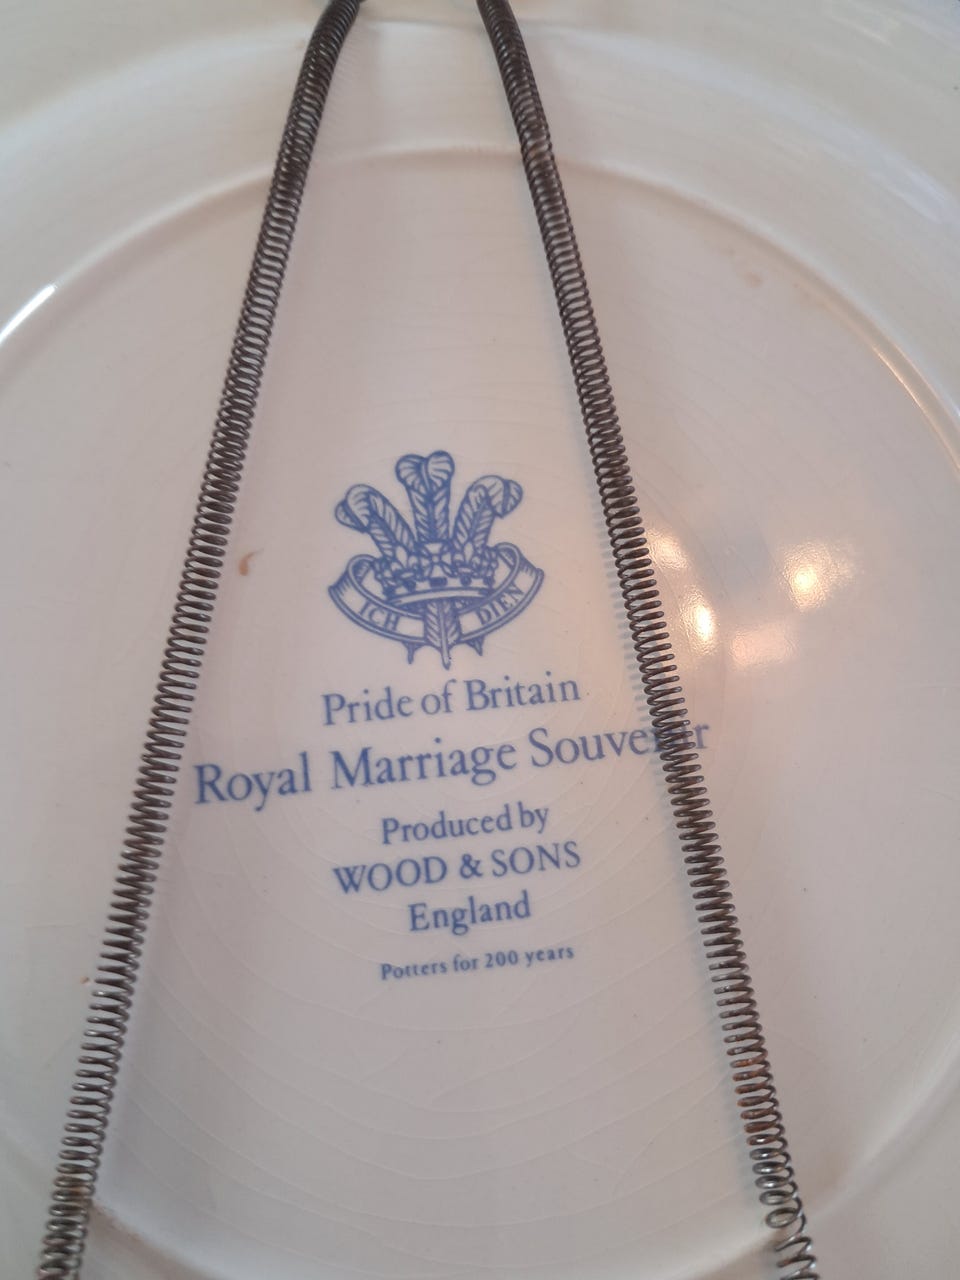 ICH DIEN
Pride of Britain
Royal Marriage Souvenir
Produced by
WOOD & SONS
England
Potters for 200 years